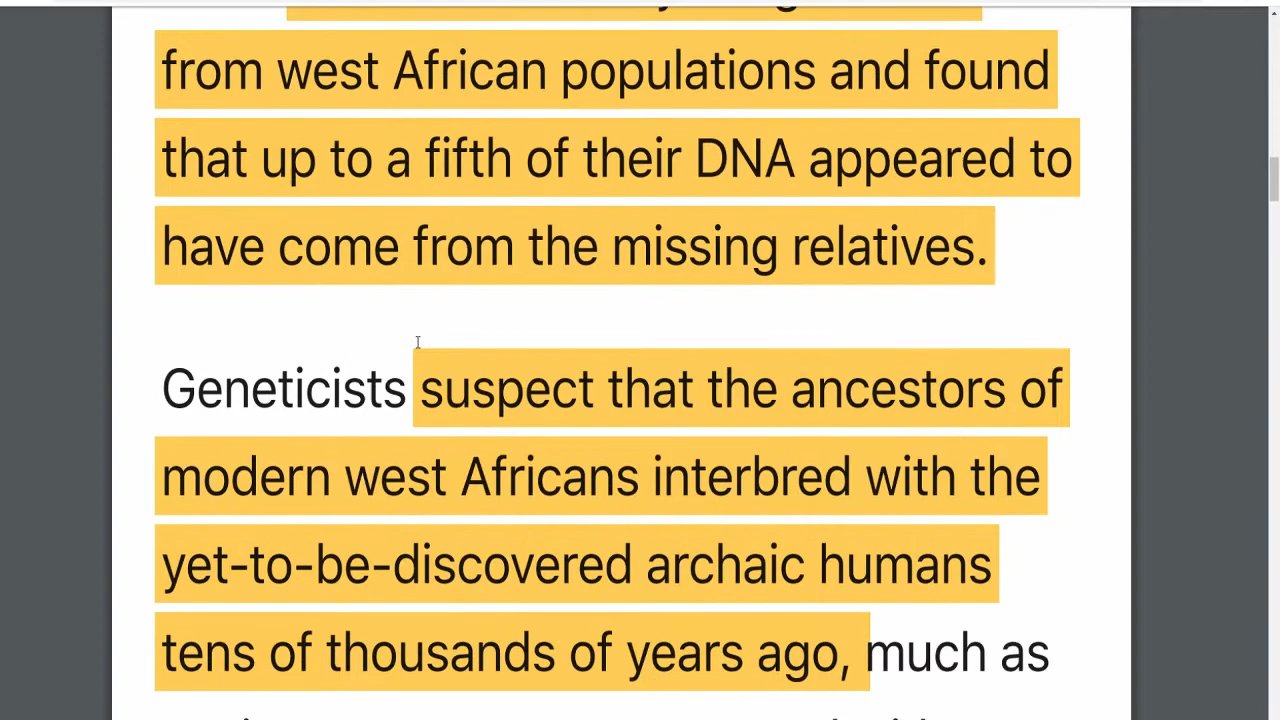 from west African populations and found
that up to a fifth of their DNA appeared to
have come from the missing relatives.
Geneticists suspect that the ancestors of
modern west Africans interbred with the
yet-to-be-discovered archaic humans
tens of thousands of years ago, much as